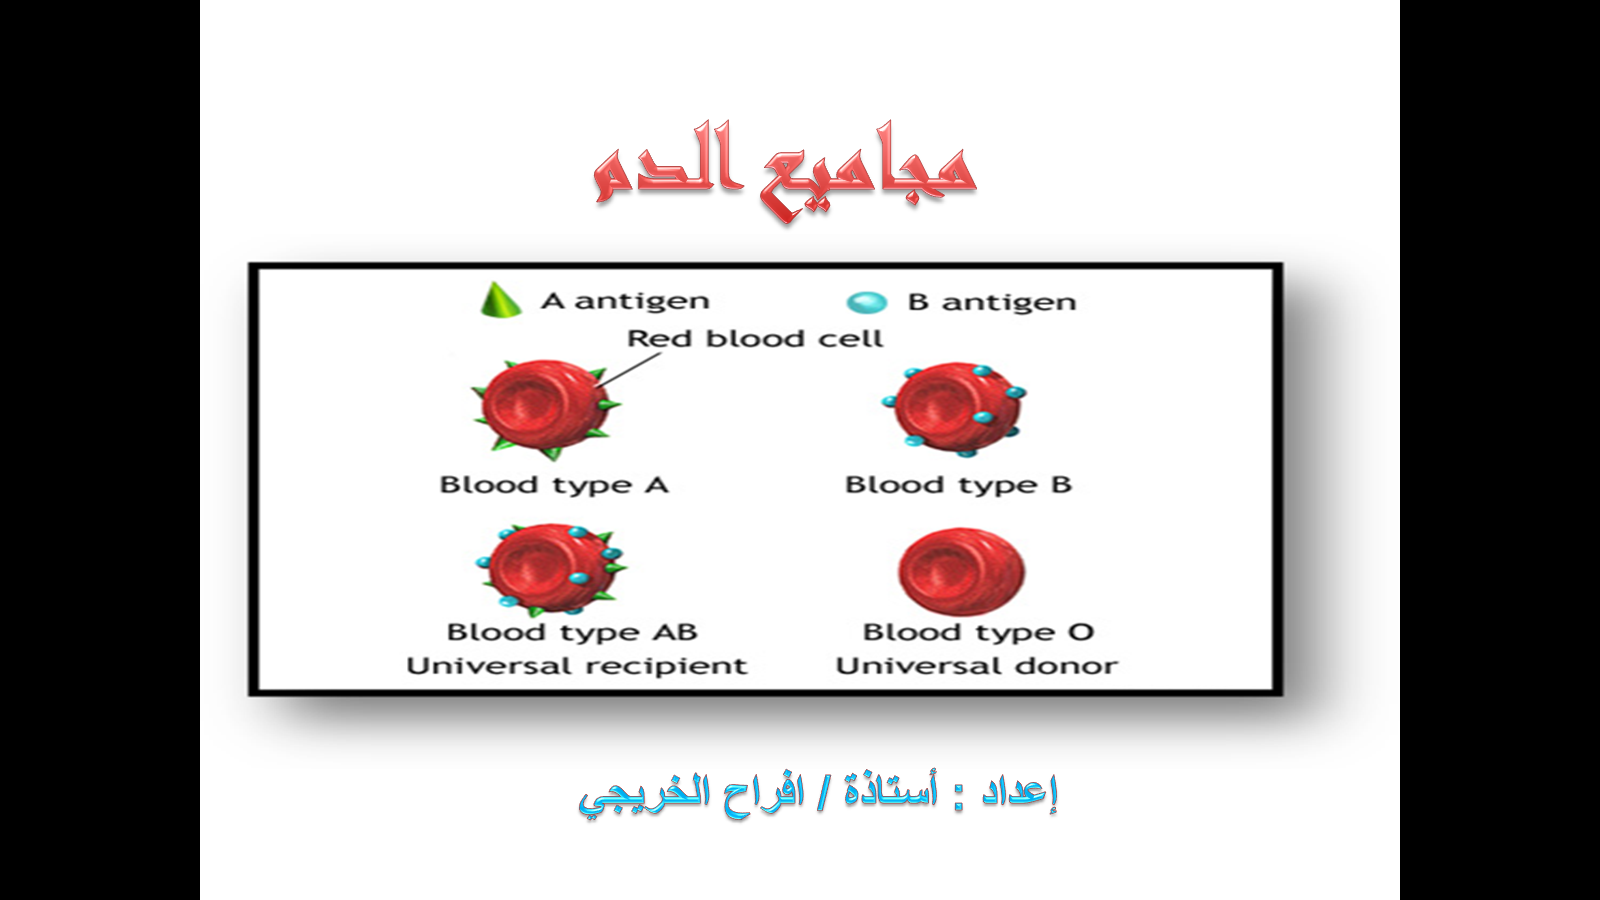 مجاميع الدم
A antigen B antigen
Red blood cell
Blood type A Blood type B
Blood type AB Blood type O
Universal recipient Universal donor
إعداد : أستاذة / افراح الخريجي